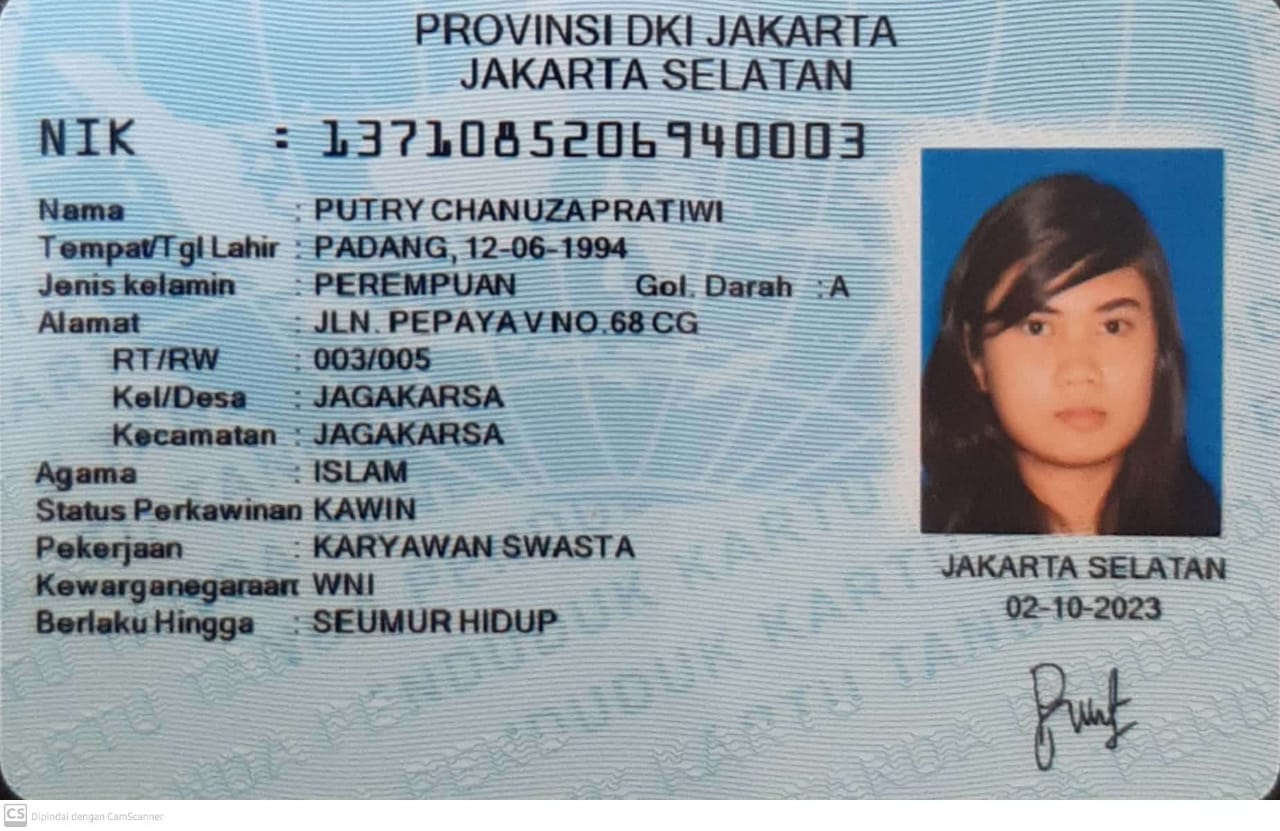 PROVINSI DKI JAKARTA
JAKARTA SELATAN
NIK : 1371085206940003
Nama : PUTRY CHANUZA PRATIWI
Tempat/Tgl Lahir : PADANG, 12-06-1994
Jenis kelamin : PEREMPUAN Gol. Darah : A
Alamat : JLN. PEPAYA V NO.68 CG
RT/RW : 003/005
Kel/Desa : JAGAKARSA
Kecamatan : JAGAKARSA
Agama : ISLAM
Status Perkawinan KAWIN
Pekerjaan : KARYAWAN SWASTA
Kewarganegaraan: WNI
Berlaku Hingga : SEUMUR HIDUP
JAKARTA SELATAN
02-10-2023
CS Dipindai dengan CamScanner